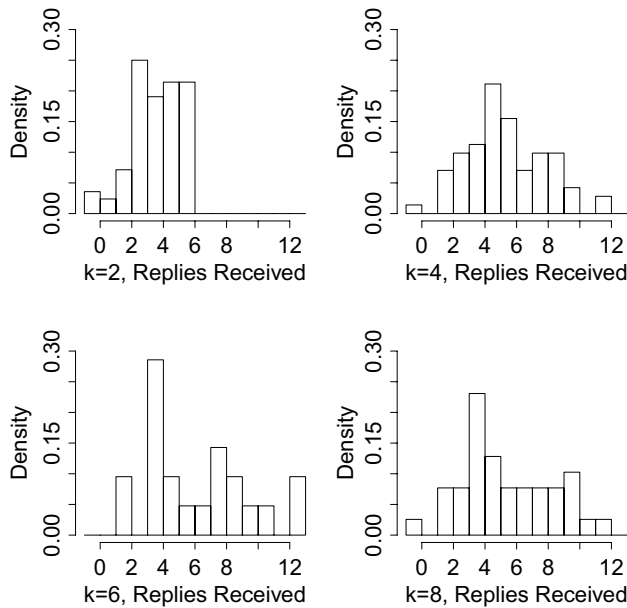 Density
0.00 0.15 0.30
0 2 4 6 8 12
k=2, Replies Received
Density
0.00 0.15 0.30
0 2 4 6 8 12
k=4, Replies Received
Density
0.00 0.15 0.30
0 2 4 6 8 12
k=6, Replies Received
Density
0.00 0.15 0.30
0 2 4 6 8 12
k=8, Replies Received